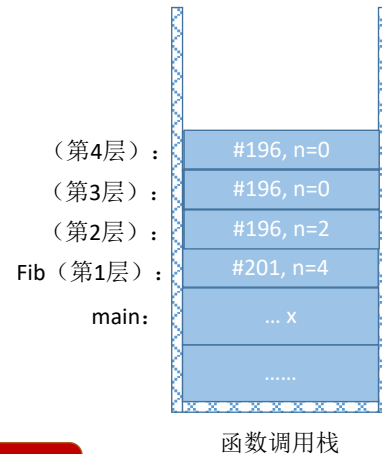 （第4层）： #196, n=0
（第3层）： #196, n=0
（第2层）： #196, n=2
Fib（第1层）： #201, n=4
main： ... x
......
函数调用栈